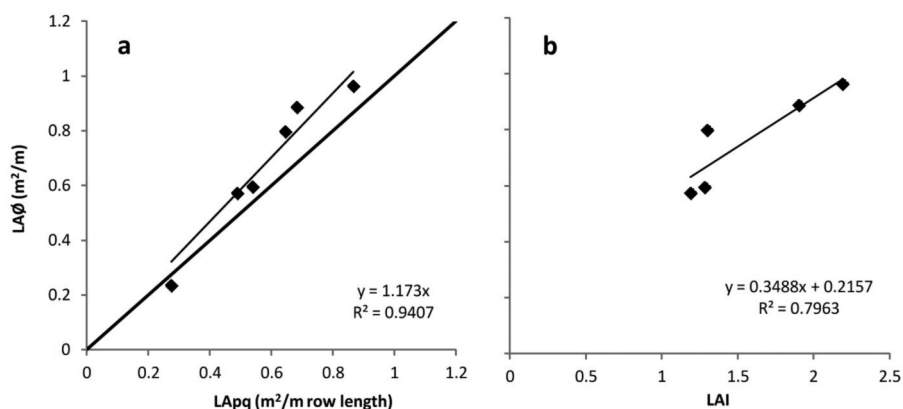 a
1.2
1
0.8
0.6
0.4
0.2
0
LAØ (m²/m)
y = 1.173x
R² = 0.9407
0
0.2
0.4
0.6
0.8
1
1.2
LApq (m²/m row length)
b
y = 0.3488x + 0.2157
R² = 0.7963
0
0.5
1
1.5
2
2.5
LAI